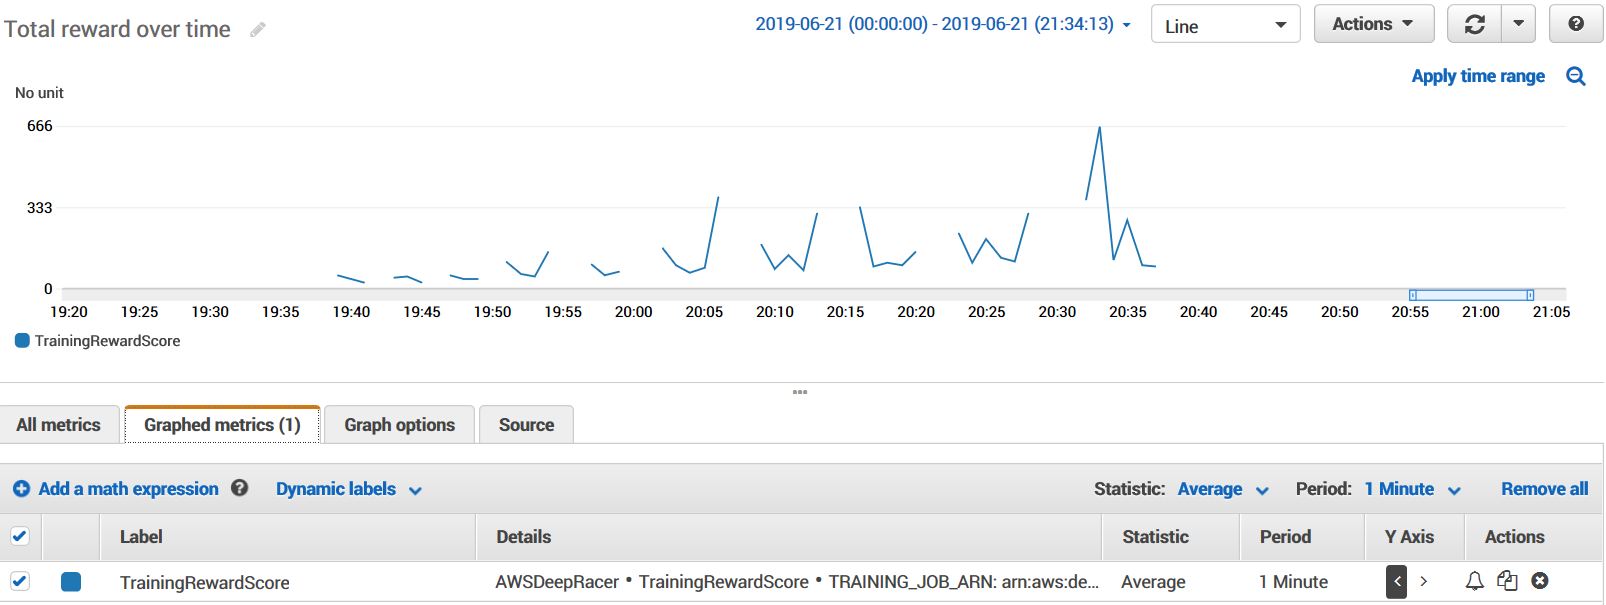 Total reward over time
2019-06-21 (00:00:00) - 2019-06-21 (21:34:13)
Line
Actions
Apply time range
No unit
666
333
0
19:20 19:25 19:30 19:35 19:40 19:45 19:50 19:55 20:00 20:05 20:10 20:15 20:20 20:25 20:30 20:35 20:40 20:45 20:50 20:55 21:00 21:05
TrainingRewardScore
All metrics Graphed metrics (1) Graph options Source
Add a math expression Dynamic labels Statistic: Average Period: 1 Minute Remove all
Label Details Statistic Period Y Axis Actions
TrainingRewardScore AWSDeepRacer • TrainingRewardScore • TRAINING_JOB_ARN: arn:aws:de... Average 1 Minute